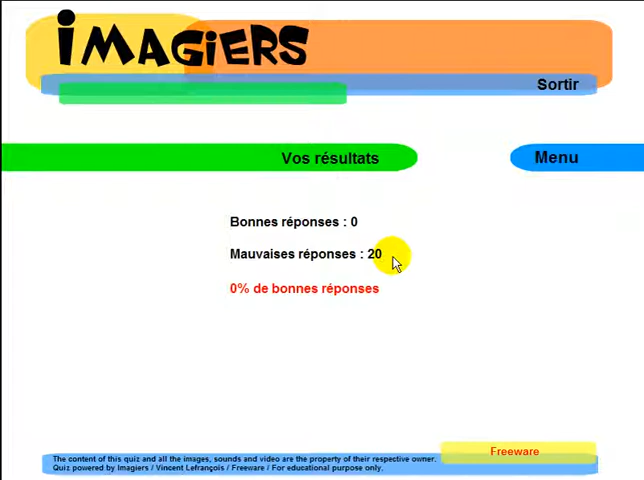 iMAGiERS
Sortir
Vos résultats
Menu
Bonnes réponses : 0
Mauvaises réponses : 20
0% de bonnes réponses
Freeware
The content of this quiz and all the images, sounds and video are the property of their respective owner.
Quiz powered by Imagiers / Vincent Lefrançois / Freeware / For educational purpose only.